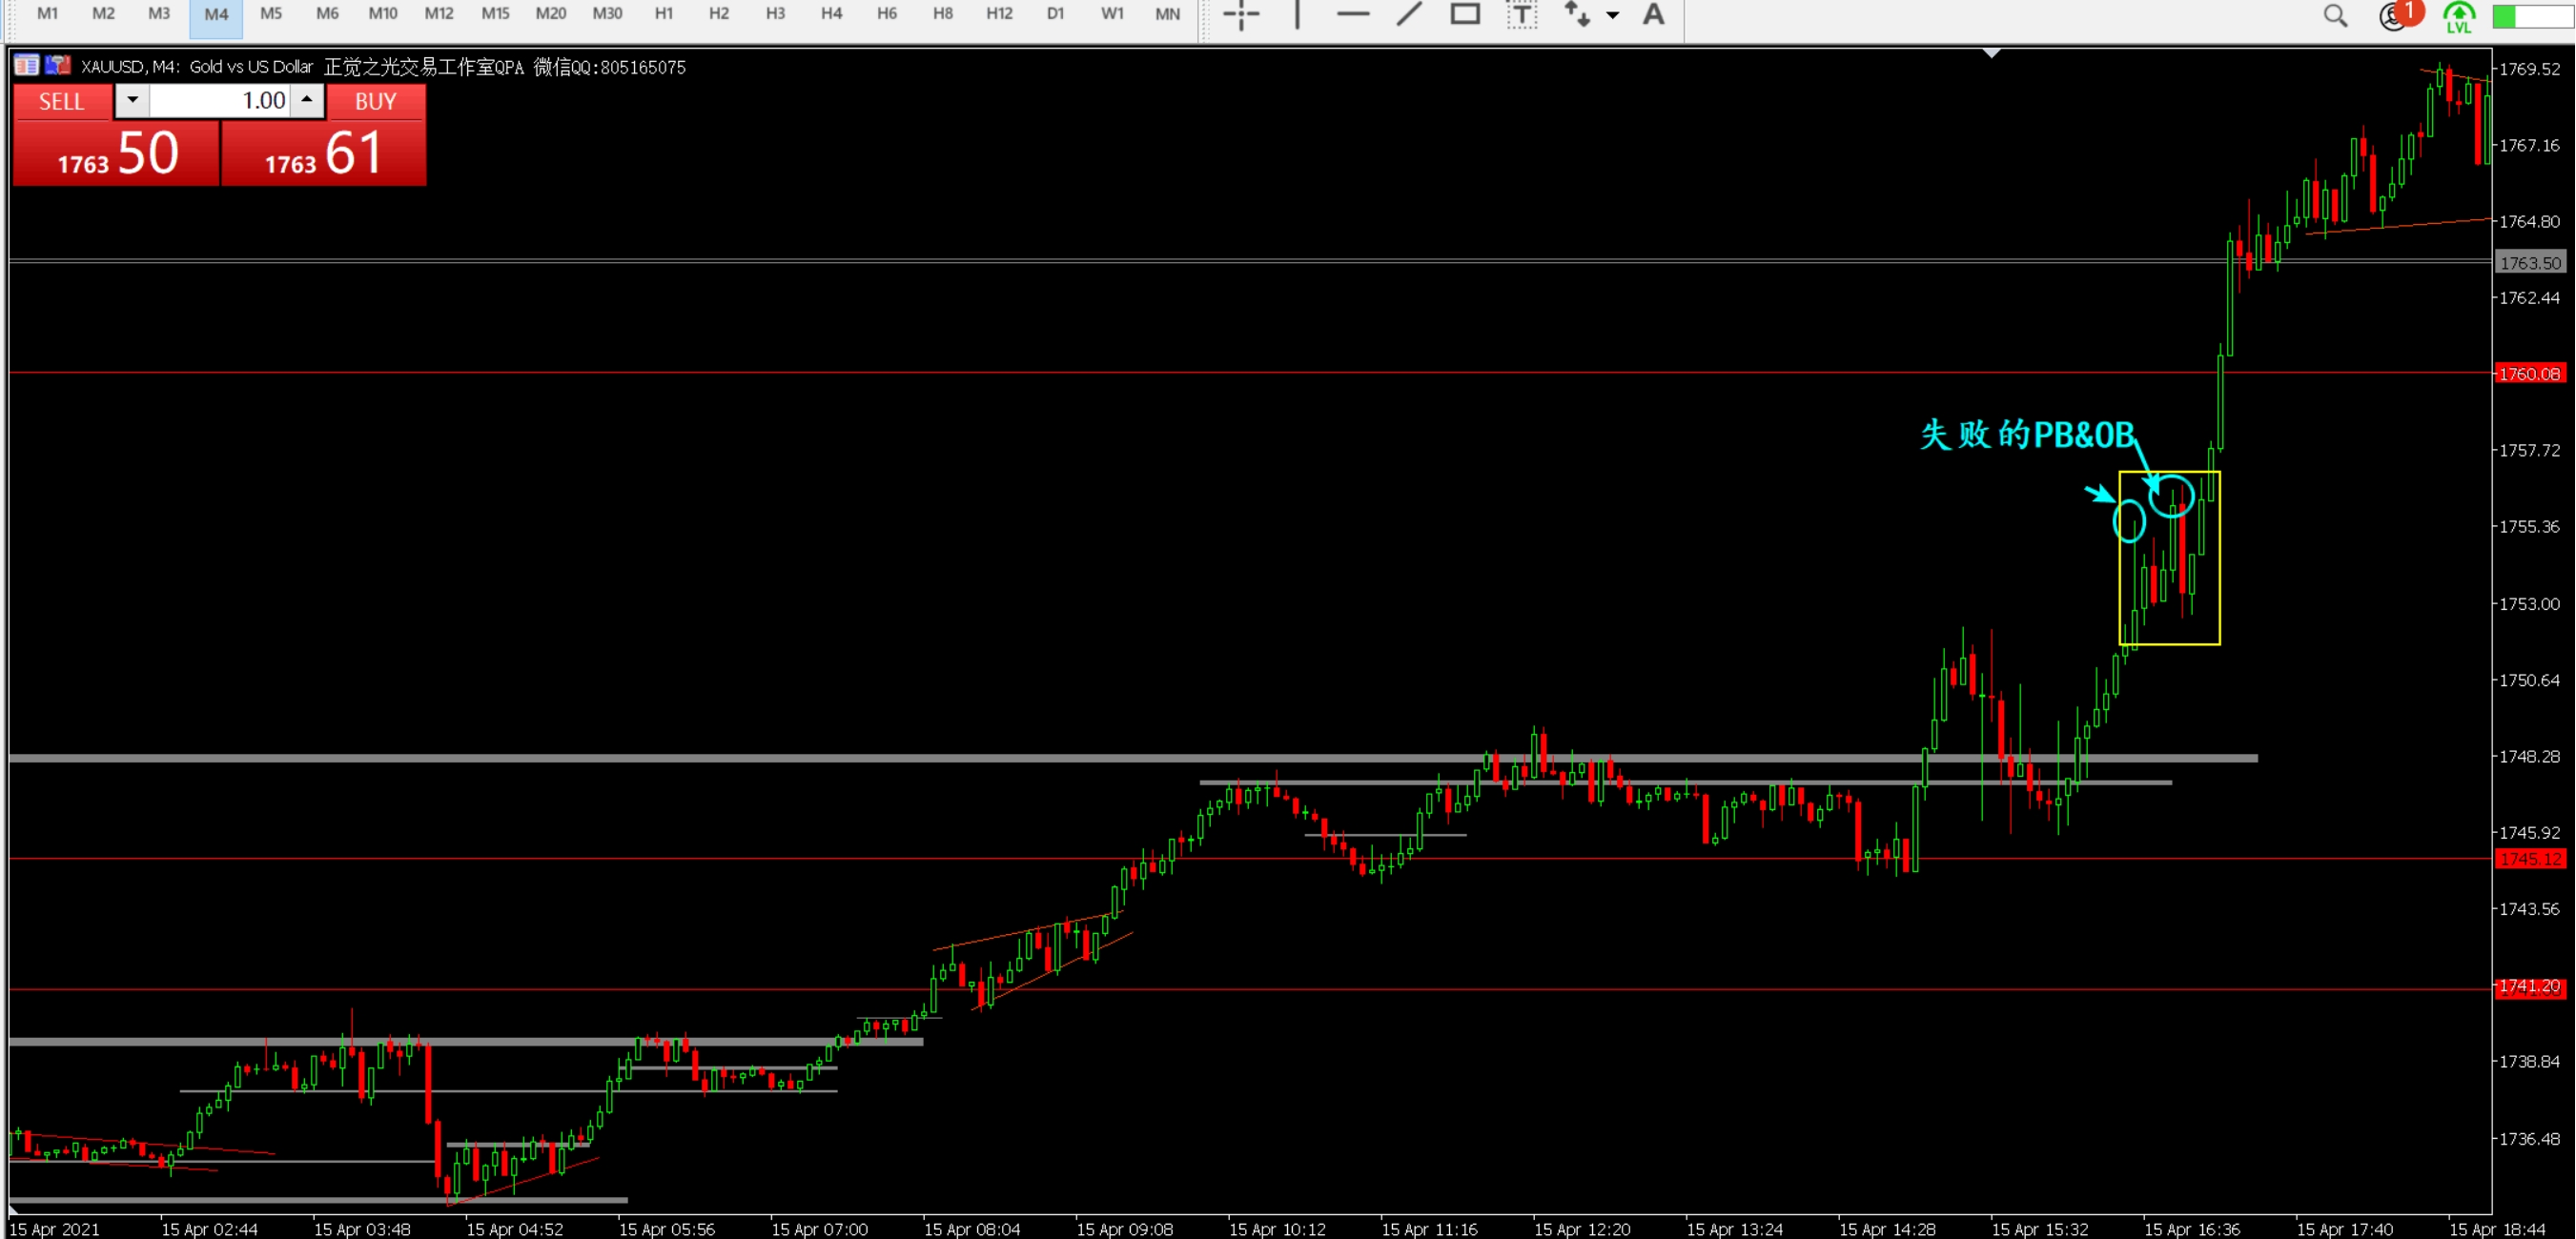 M1 M2 M3 M4 M5 M6 M10 M12 M15 M20 M30 H1 H2 H3 H4 H6 H8 H12 D1 W1 MN T A 1 LVL
XAUUSD, M4: Gold vs US Dollar 正觉之光交易工作室QPA 微信QQ:805165075
SELL 1.00 BUY
1763 50 1763 61
1769.52
1767.16
1764.80
1763.50
1762.44
1760.08
失败的PB&OB
1757.72
1755.36
1753.00
1750.64
1748.28
1745.92
1745.12
1743.56
1741.20
1738.84
1736.48
15 Apr 2021 15 Apr 02:44 15 Apr 03:48 15 Apr 04:52 15 Apr 05:56 15 Apr 07:00 15 Apr 08:04 15 Apr 09:08 15 Apr 10:12 15 Apr 11:16 15 Apr 12:20 15 Apr 13:24 15 Apr 14:28 15 Apr 15:32 15 Apr 16:36 15 Apr 17:40 15 Apr 18:44